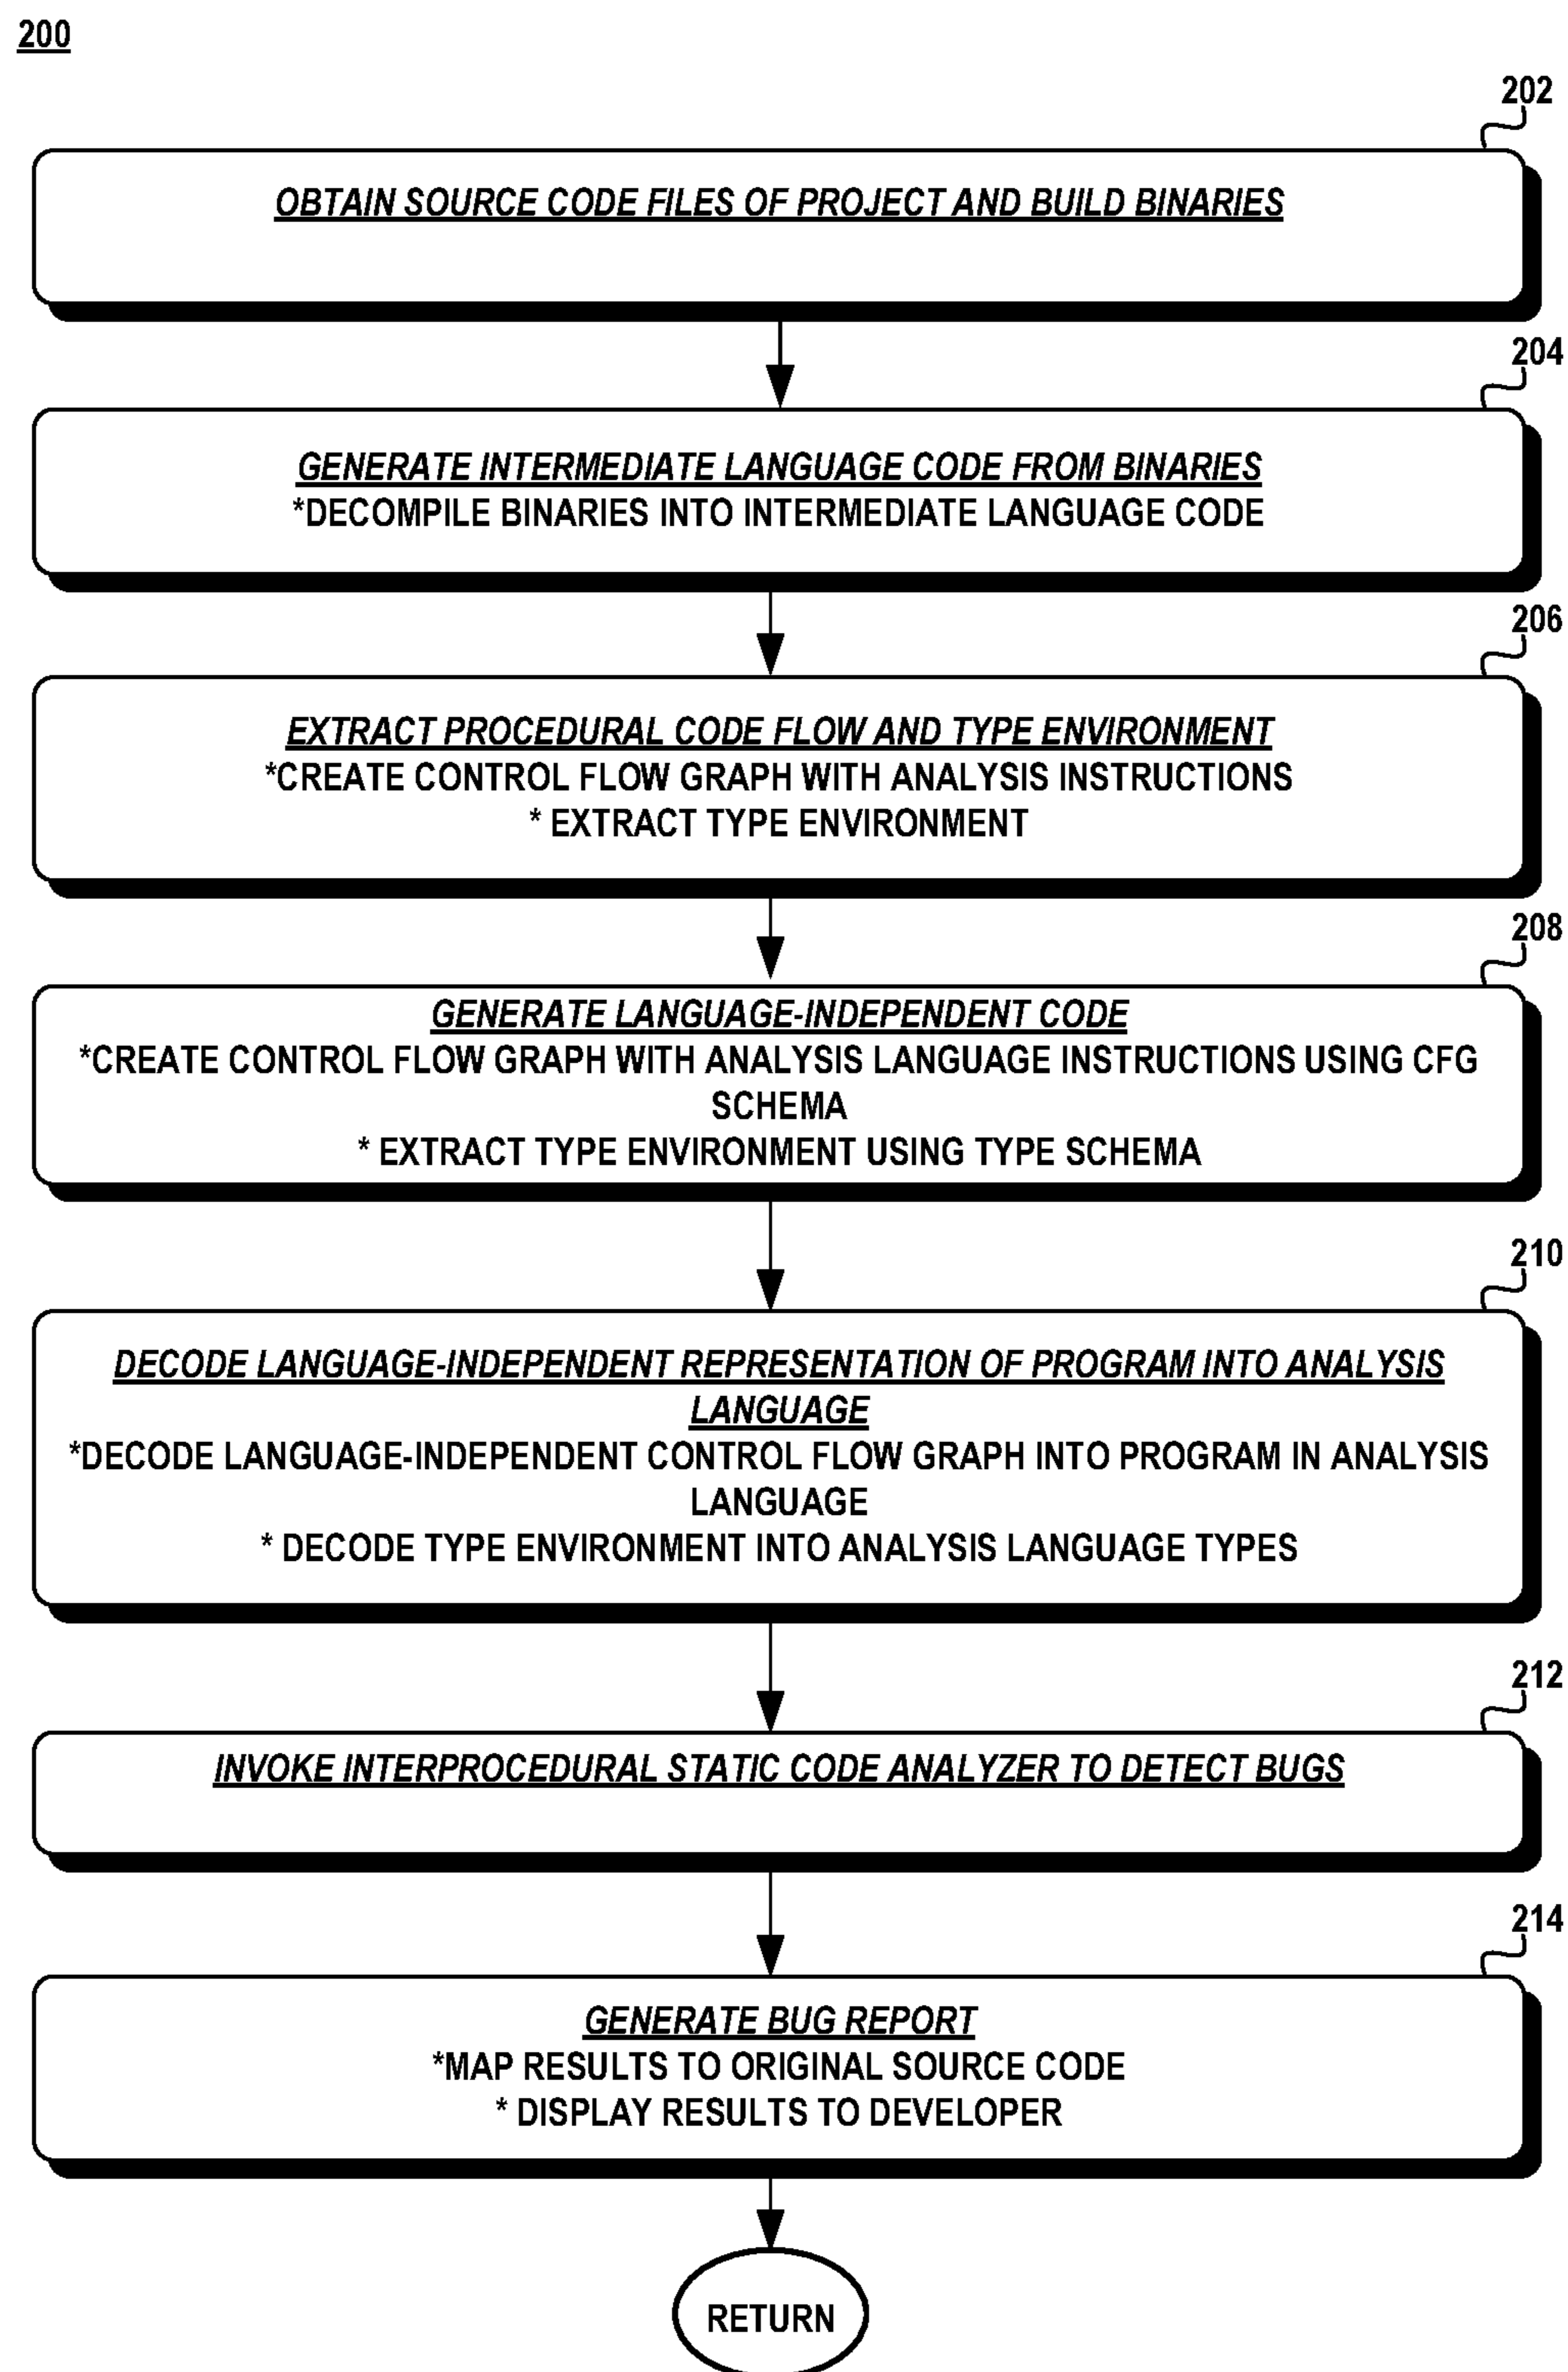 200
202
OBTAIN SOURCE CODE FILES OF PROJECT AND BUILD BINARIES
204
GENERATE INTERMEDIATE LANGUAGE CODE FROM BINARIES
*DECOMPILE BINARIES INTO INTERMEDIATE LANGUAGE CODE
206
EXTRACT PROCEDURAL CODE FLOW AND TYPE ENVIRONMENT
*CREATE CONTROL FLOW GRAPH WITH ANALYSIS INSTRUCTIONS
* EXTRACT TYPE ENVIRONMENT
208
GENERATE LANGUAGE-INDEPENDENT CODE
*CREATE CONTROL FLOW GRAPH WITH ANALYSIS LANGUAGE INSTRUCTIONS USING CFG
SCHEMA
* EXTRACT TYPE ENVIRONMENT USING TYPE SCHEMA
210
DECODE LANGUAGE-INDEPENDENT REPRESENTATION OF PROGRAM INTO ANALYSIS
LANGUAGE
*DECODE LANGUAGE-INDEPENDENT CONTROL FLOW GRAPH INTO PROGRAM IN ANALYSIS
LANGUAGE
* DECODE TYPE ENVIRONMENT INTO ANALYSIS LANGUAGE TYPES
212
INVOKE INTERPROCEDURAL STATIC CODE ANALYZER TO DETECT BUGS
214
GENERATE BUG REPORT
*MAP RESULTS TO ORIGINAL SOURCE CODE
* DISPLAY RESULTS TO DEVELOPER
RETURN